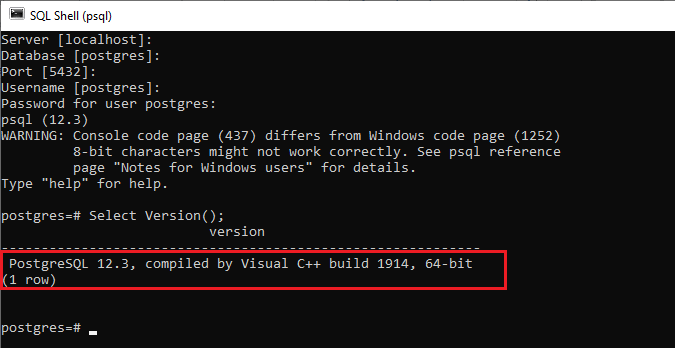 SQL Shell (psql)
Server [localhost]:
Database [postgres]:
Port [5432]:
Username [postgres]:
Password for user postgres:
psql (12.3)
WARNING: Console code page (437) differs from Windows code page (1252)
         8-bit characters might not work correctly. See psql reference
         page "Notes for Windows users" for details.
Type "help" for help.
postgres=# Select Version();
                          version
------------------------------------------------------------
 PostgreSQL 12.3, compiled by Visual C++ build 1914, 64-bit
(1 row)
postgres=#